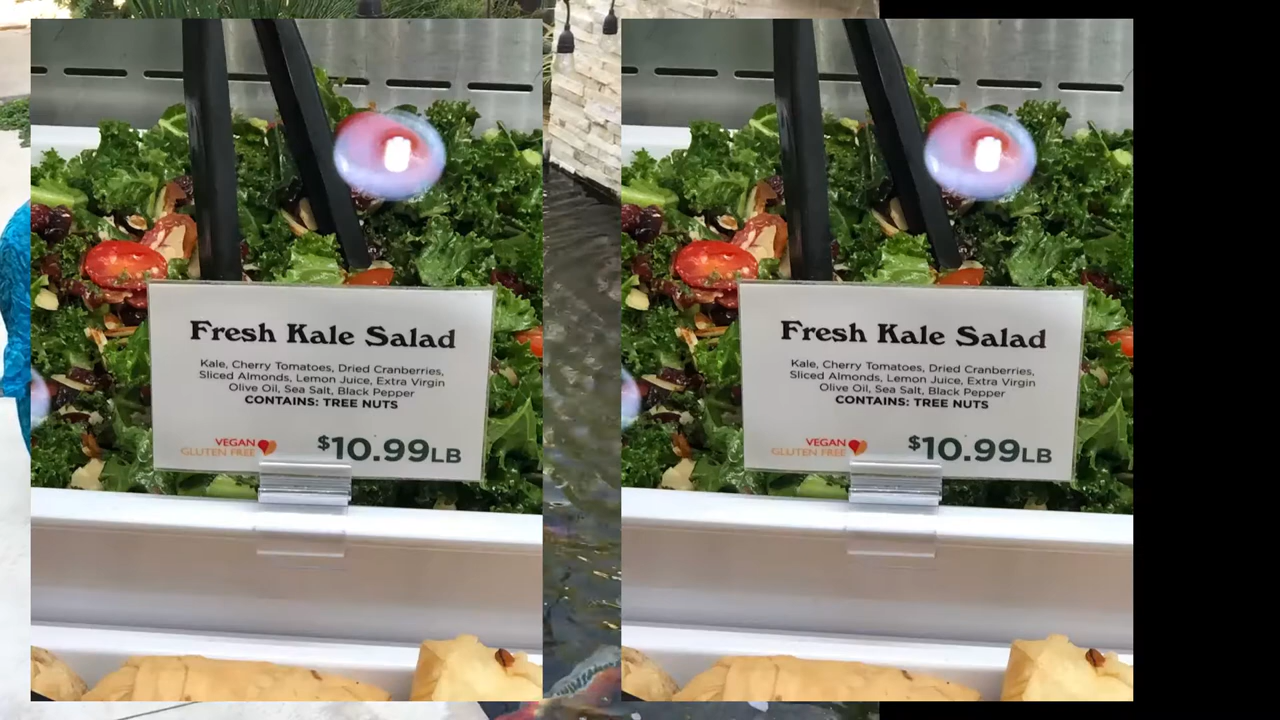 Fresh Kale Salad
Kale, Cherry Tomatoes, Dried Cranberries,
Sliced Almonds, Lemon Juice, Extra Virgin
Olive Oil, Sea Salt, Black Pepper
CONTAINS: TREE NUTS
VEGAN
GLUTEN FREE
$10.99LB
Fresh Kale Salad
Kale, Cherry Tomatoes, Dried Cranberries,
Sliced Almonds, Lemon Juice, Extra Virgin
Olive Oil, Sea Salt, Black Pepper
CONTAINS: TREE NUTS
VEGAN
GLUTEN FREE
$10.99LB